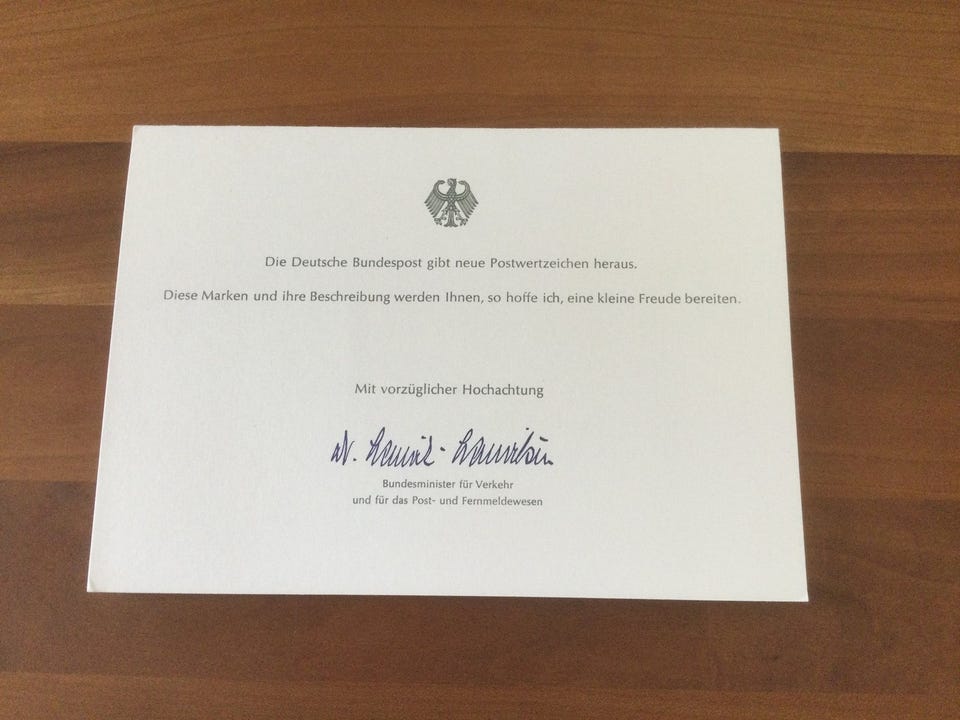 Die Deutsche Bundespost gibt neue Postwertzeichen heraus.
Diese Marken und ihre Beschreibung werden Ihnen, so hoffe ich, eine kleine Freude bereiten.
Mit vorzüglicher Hochachtung
Bundesminister für Verkehr
und für das Post- und Fernmeldewesen